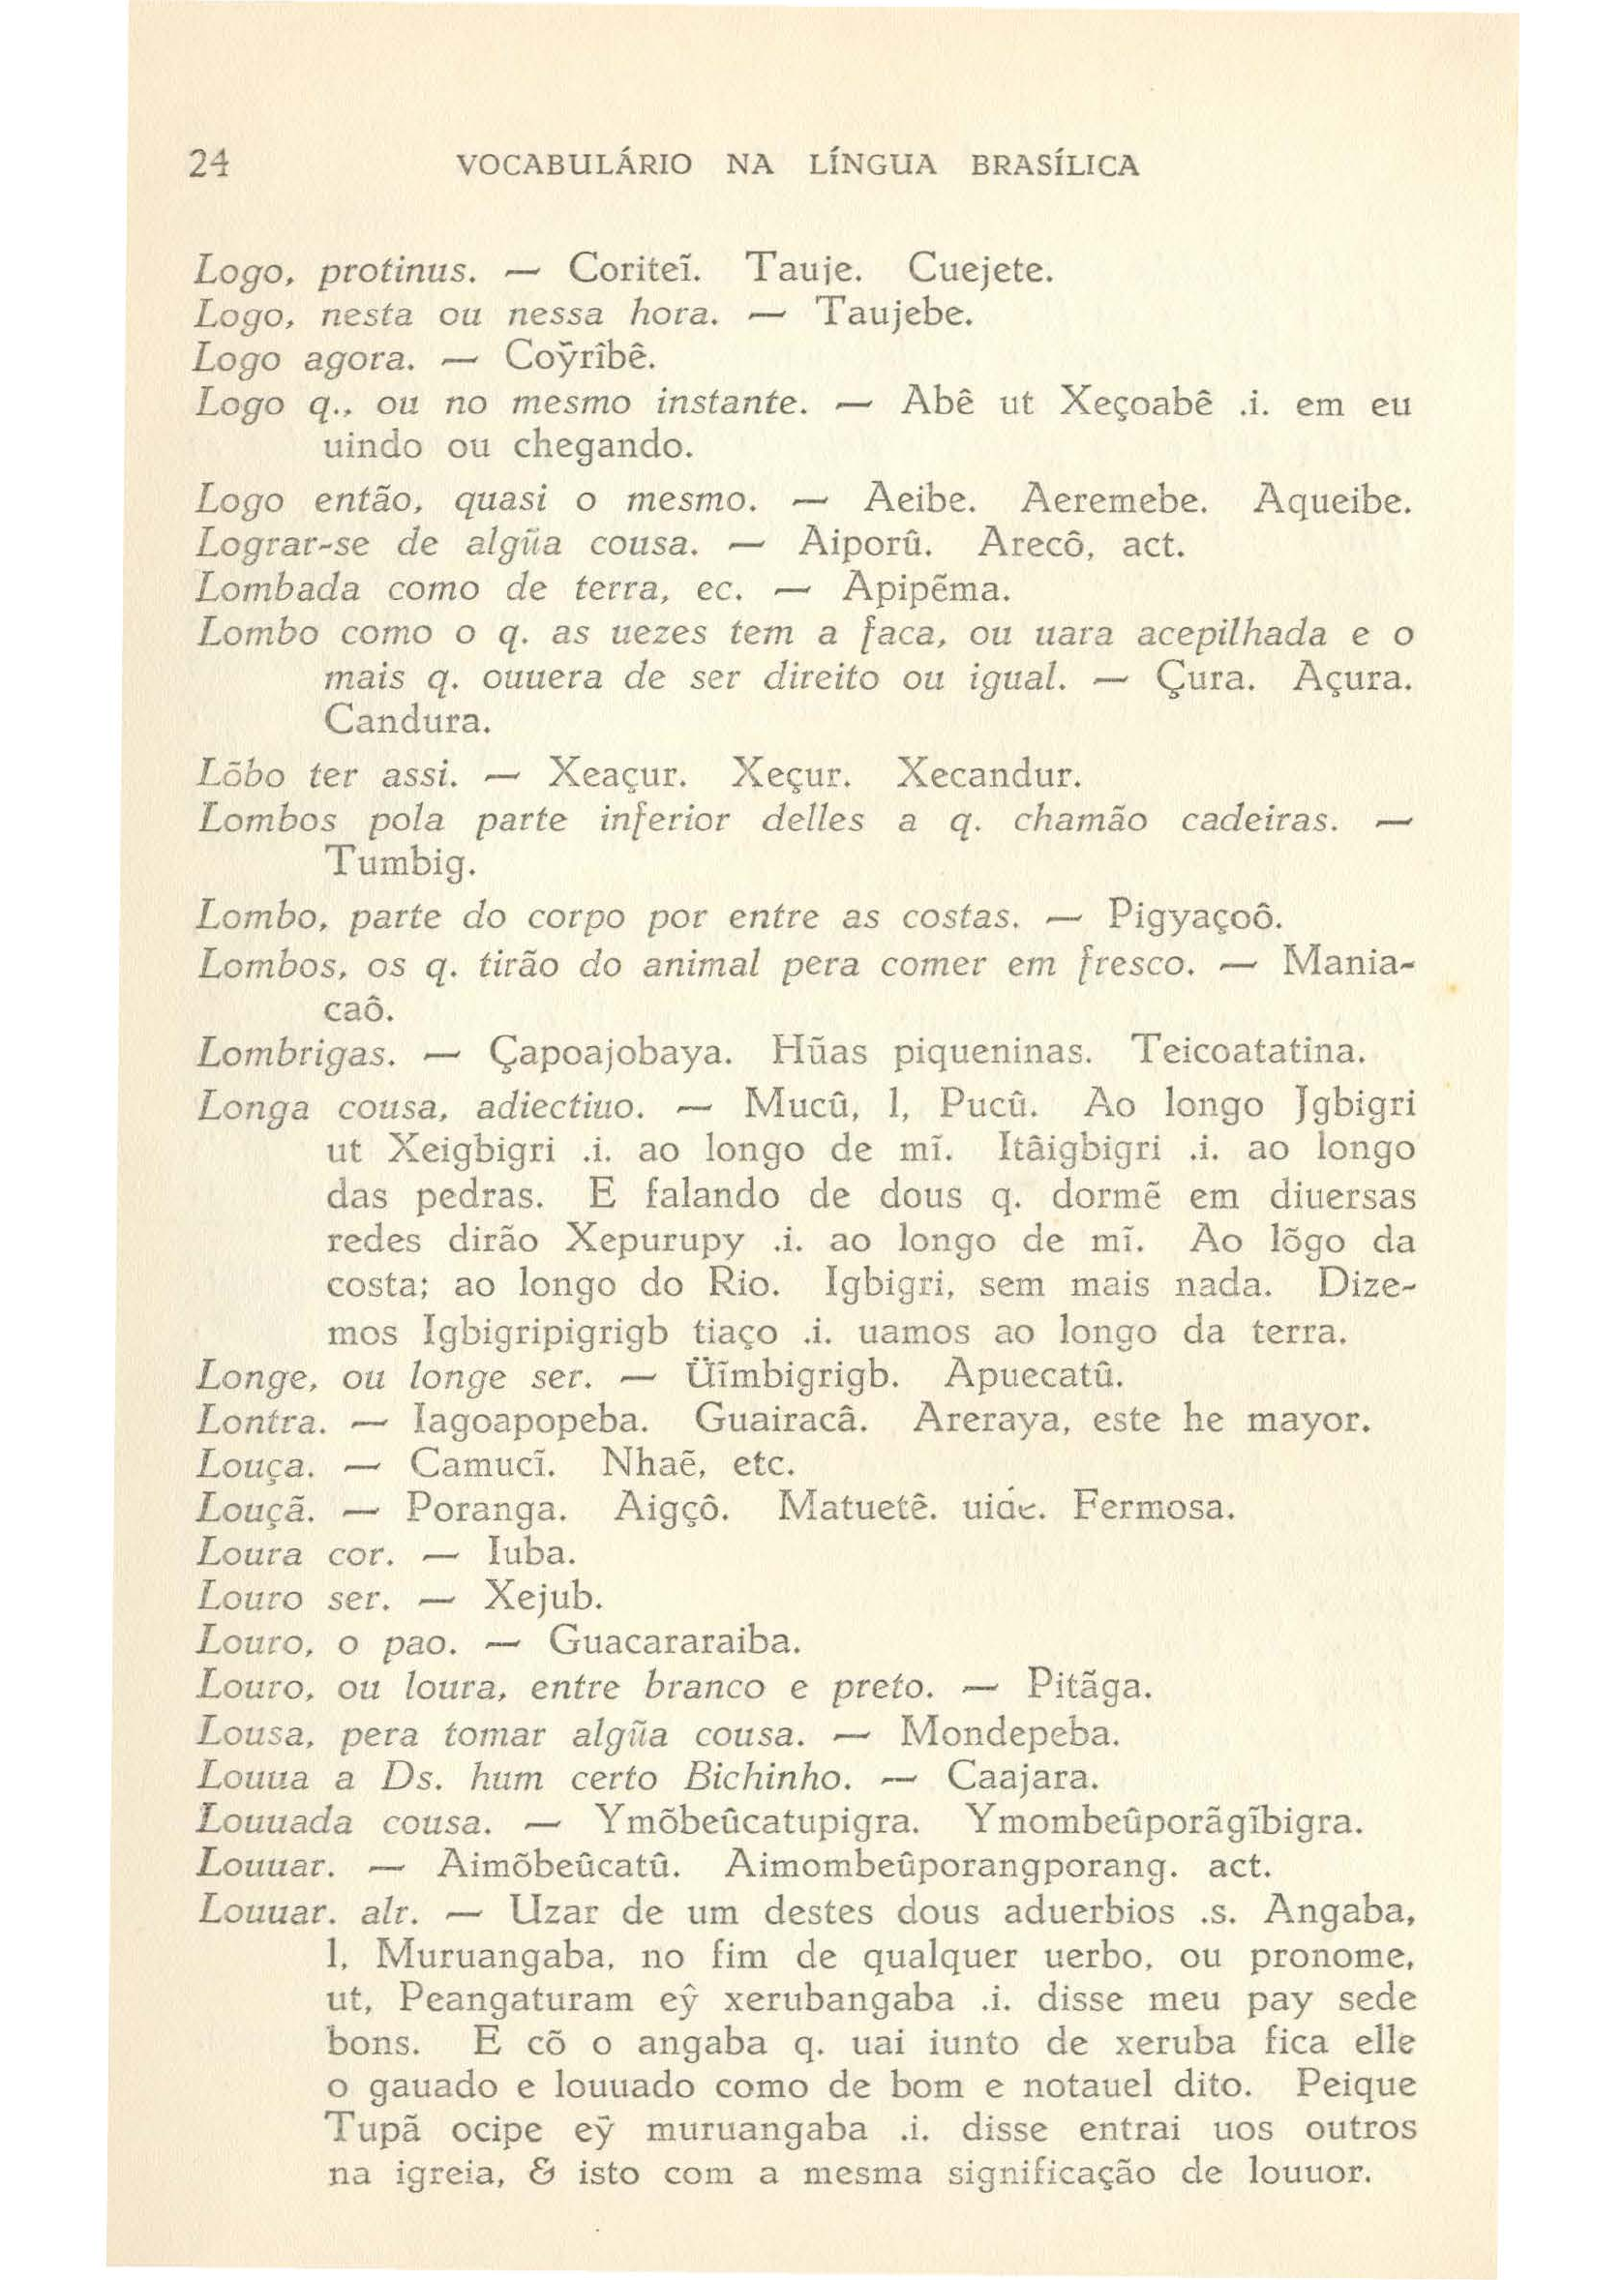 24 VOCABULÁRIO NA LÍNGUA BRASÍLICA
Logo, protinus. — Coriteĩ. Tauje. Cuejete.
Logo, nesta ou nessa hora. — Taujebe.
Logo agora. — Coỹrîbê.
Logo q., ou no mesmo instante. — Abê ut Xeçoabê .i. em eu
uindo ou chegando.
Logo então, quasi o mesmo. — Aeibe. Aeremebe. Aqueibe.
Lograr-se de algũa cousa. — Aiporû. Arecô, act.
Lombada como de terra, ec. — Apipẽma.
Lombo como o q. as uezes tem a faca, ou uara acepilhada e o
mais q. ouuera de ser direito ou igual. — Çura. Açura.
Candura.
Lõbo ter assi. — Xeaçur. Xeçur. Xecandur.
Lombos pola parte inferior delles a q. chamão cadeiras. —
Tumbig.
Lombo, parte do corpo por entre as costas. — Pigyaçoô.
Lombos, os q. tirão do animal pera comer em fresco. — Mania-
caô.
Lombrigas. — Çapoajobaya. Hũas piqueninas. Teicoatatina.
Longa cousa, adiectiuo. — Mucû, l, Pucû. Ao longo Jgbigri
ut Xeigbigri .i. ao longo de mĩ. Itâigbigri .i. ao longo
das pedras. E falando de dous q. dormẽ em diuersas
redes dirão Xepurupy .i. ao longo de mĩ. Ao lõgo da
costa; ao longo do Rio. Igbigri, sem mais nada. Dize-
mos Igbigripigrigb tiaço .i. uamos ao longo da terra.
Longe, ou longe ser. — Üĩmbigrigb. Apuecatû.
Lontra. — Iagoapopeba. Guairacâ. Areraya, este he mayor.
Louça. — Camucĩ. Nhaẽ, etc.
Louçã. — Poranga. Aigçô. Matuetê. uide. Fermosa.
Loura cor. — Iuba.
Louro ser. — Xejub.
Louro, o pao. — Guacararaiba.
Louro, ou loura, entre branco e preto. — Pitãga.
Lousa, pera tomar algũa cousa. — Mondepeba.
Louua a Ds. hum certo Bichinho. — Caajara.
Louuada cousa. — Ymõbeûcatupigra. Ymombeûporãgĩbigra.
Louuar. — Aimõbeûcatû. Aimombeûporangporang. act.
Louuar. alr. — Uzar de um destes dous aduerbios .s. Angaba,
l, Muruangaba, no fim de qualquer uerbo, ou pronome,
ut, Peangaturam eŷ xerubangaba .i. disse meu pay sede
bons. E cõ o angaba q. uai iunto de xeruba fica elle
o gauado e louuado como de bom e notauel dito. Peique
Tupã ocipe eỹ muruangaba .i. disse entrai uos outros
na igreia, & isto com a mesma significação de louuor.